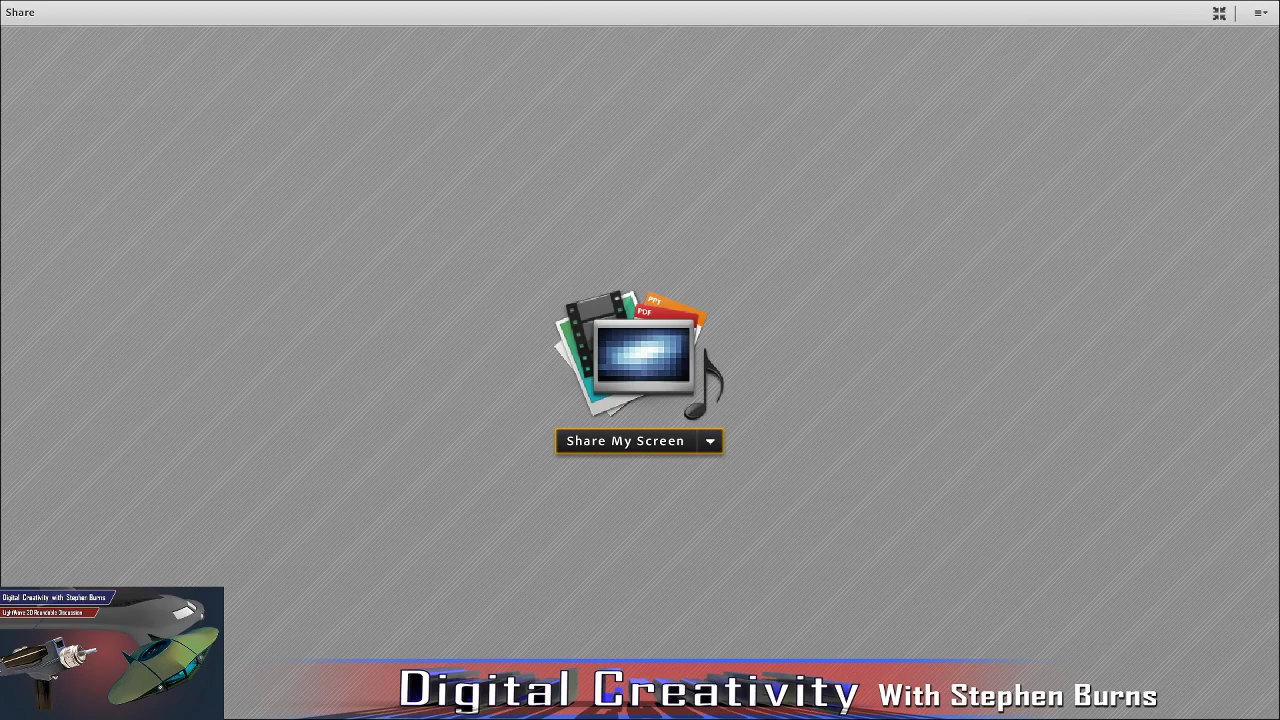 Share
PPT
PDF
Share My Screen
Digital Creativity with Stephen Burns
LightWave 3D Roundtable Discussion
Digital Creativity With Stephen Burns